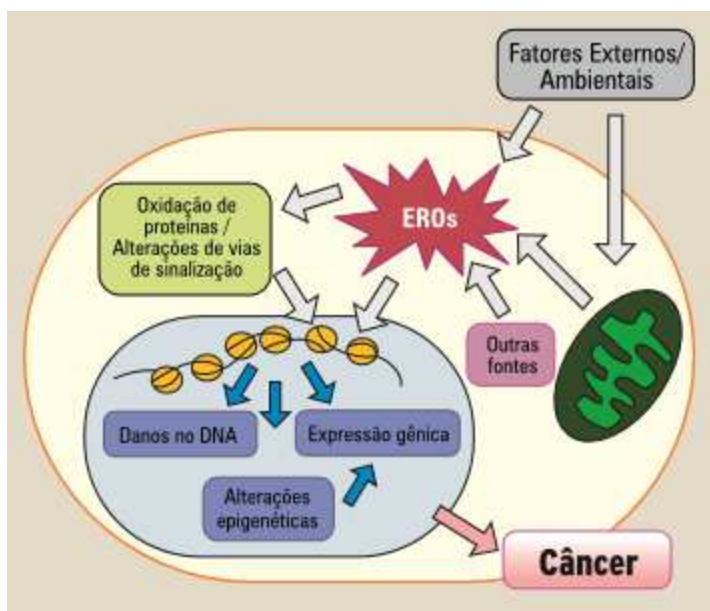 Fatores Externos/
Ambientais
EROs
Oxidação de
proteínas /
Alterações de vias
de sinalização
Outras
fontes
Danos no DNA
Expressão gênica
Alterações
epigenéticas
Câncer